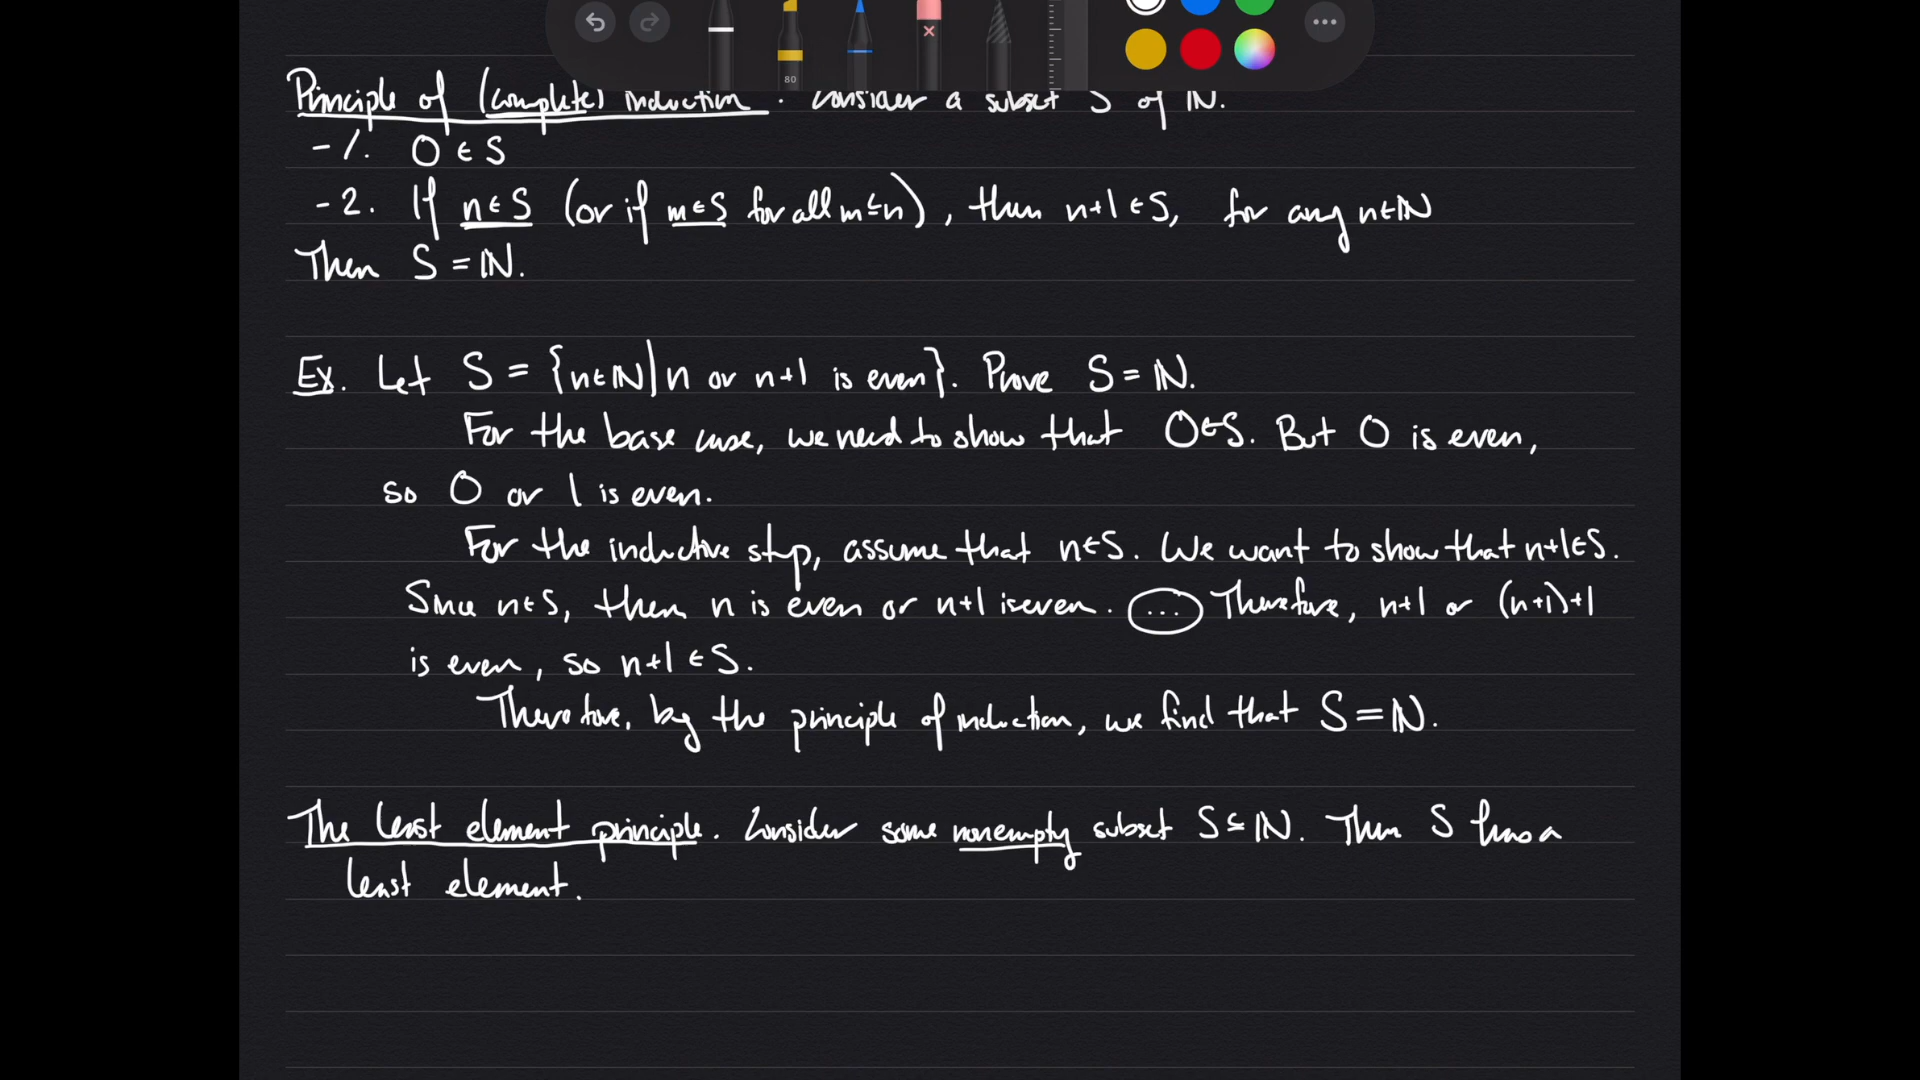 80
Principle of (complete) induction. Consider a subset S of ℕ.
-1. 0 ∈ S
-2. If n ∈ S (or if m ∈ S for all m ≤ n), then n+1 ∈ S, for any n ∈ ℕ
Then S = ℕ.
Ex. Let S = {n ∈ ℕ | n or n+1 is even}. Prove S = ℕ.
For the base case, we need to show that 0 ∈ S. But 0 is even,
so 0 or 1 is even.
For the inductive step, assume that n ∈ S. We want to show that n+1 ∈ S.
Since n ∈ S, then n is even or n+1 is even. (...) Therefore, n+1 or (n+1)+1
is even, so n+1 ∈ S.
Therefore, by the principle of induction, we find that S = ℕ.
The least element principle. Consider some nonempty subset S ⊆ ℕ. Then S has a
least element.